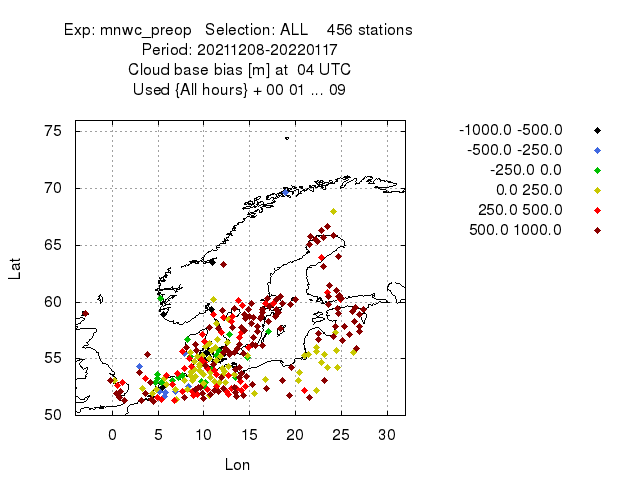 Exp: mnwc_preop   Selection: ALL    456 stations
Period: 20211208-20220117
Cloud base bias [m] at  04 UTC
Used {All hours} + 00 01 ... 09
-1000.0 -500.0
-500.0 -250.0
-250.0 0.0
0.0 250.0
250.0 500.0
500.0 1000.0
Lat
75
70
65
60
55
50
0 5 10 15 20 25 30
Lon